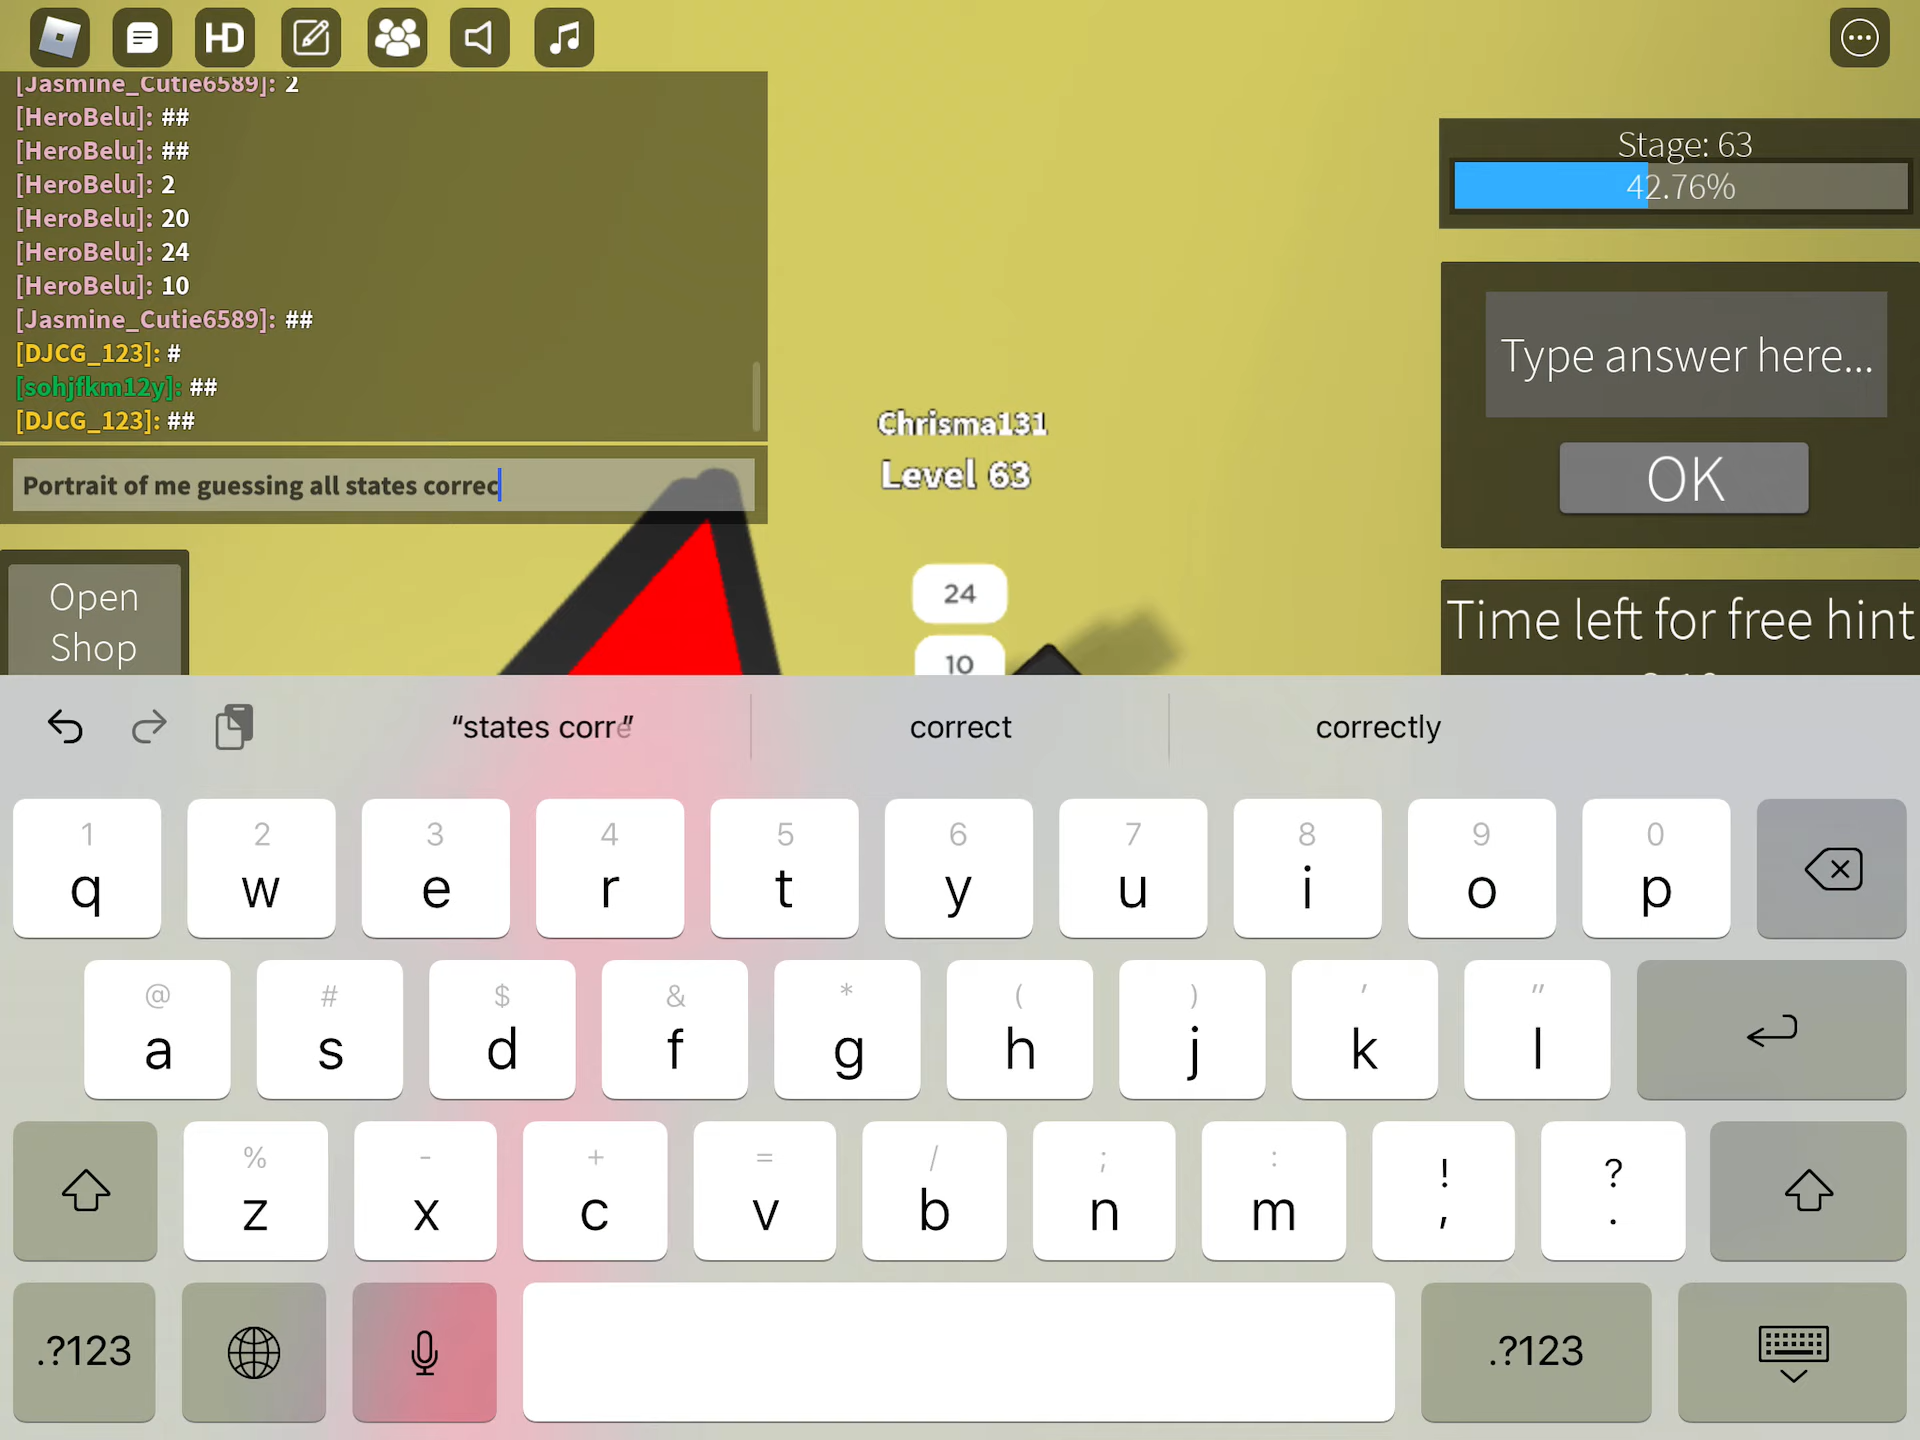 HD
[Jasmine_Cutie6589]: 2
[HeroBelu]: ##
[HeroBelu]: ##
[HeroBelu]: 2
[HeroBelu]: 20
[HeroBelu]: 24
[HeroBelu]: 10
[Jasmine_Cutie6589]: ##
[DJCG_123]: #
[sohjfkm12y]: ##
[DJCG_123]: ##
Portrait of me guessing all states correc
Open
Shop
Chrisma131
Level 63
24
10
Stage: 63
42.76%
Type answer here...
OK
Time left for free hint
“states corre” correct correctly
1 2 3 4 5 6 7 8 9 0
q w e r t y u i o p
@ # $ & * ( ) ' "
a s d f g h j k l
% - + = / ; : ! ?
z x c v b n m , .
.?123 .?123